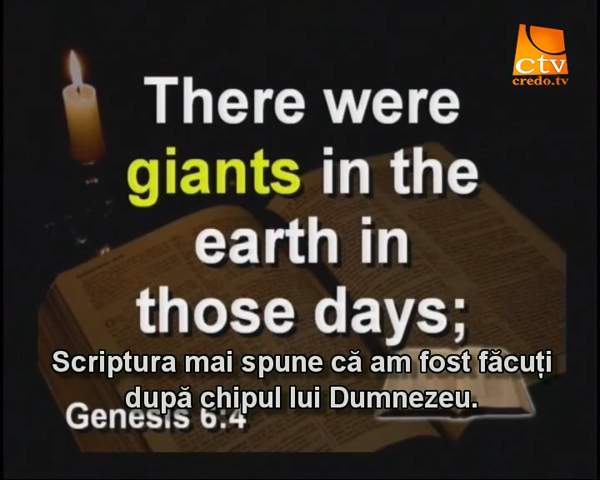 ctv
credo.tv
There were
giants in the
earth in
those days;
Scriptura mai spune că am fost făcuți
după chipul lui Dumnezeu.
Genesis 6:4